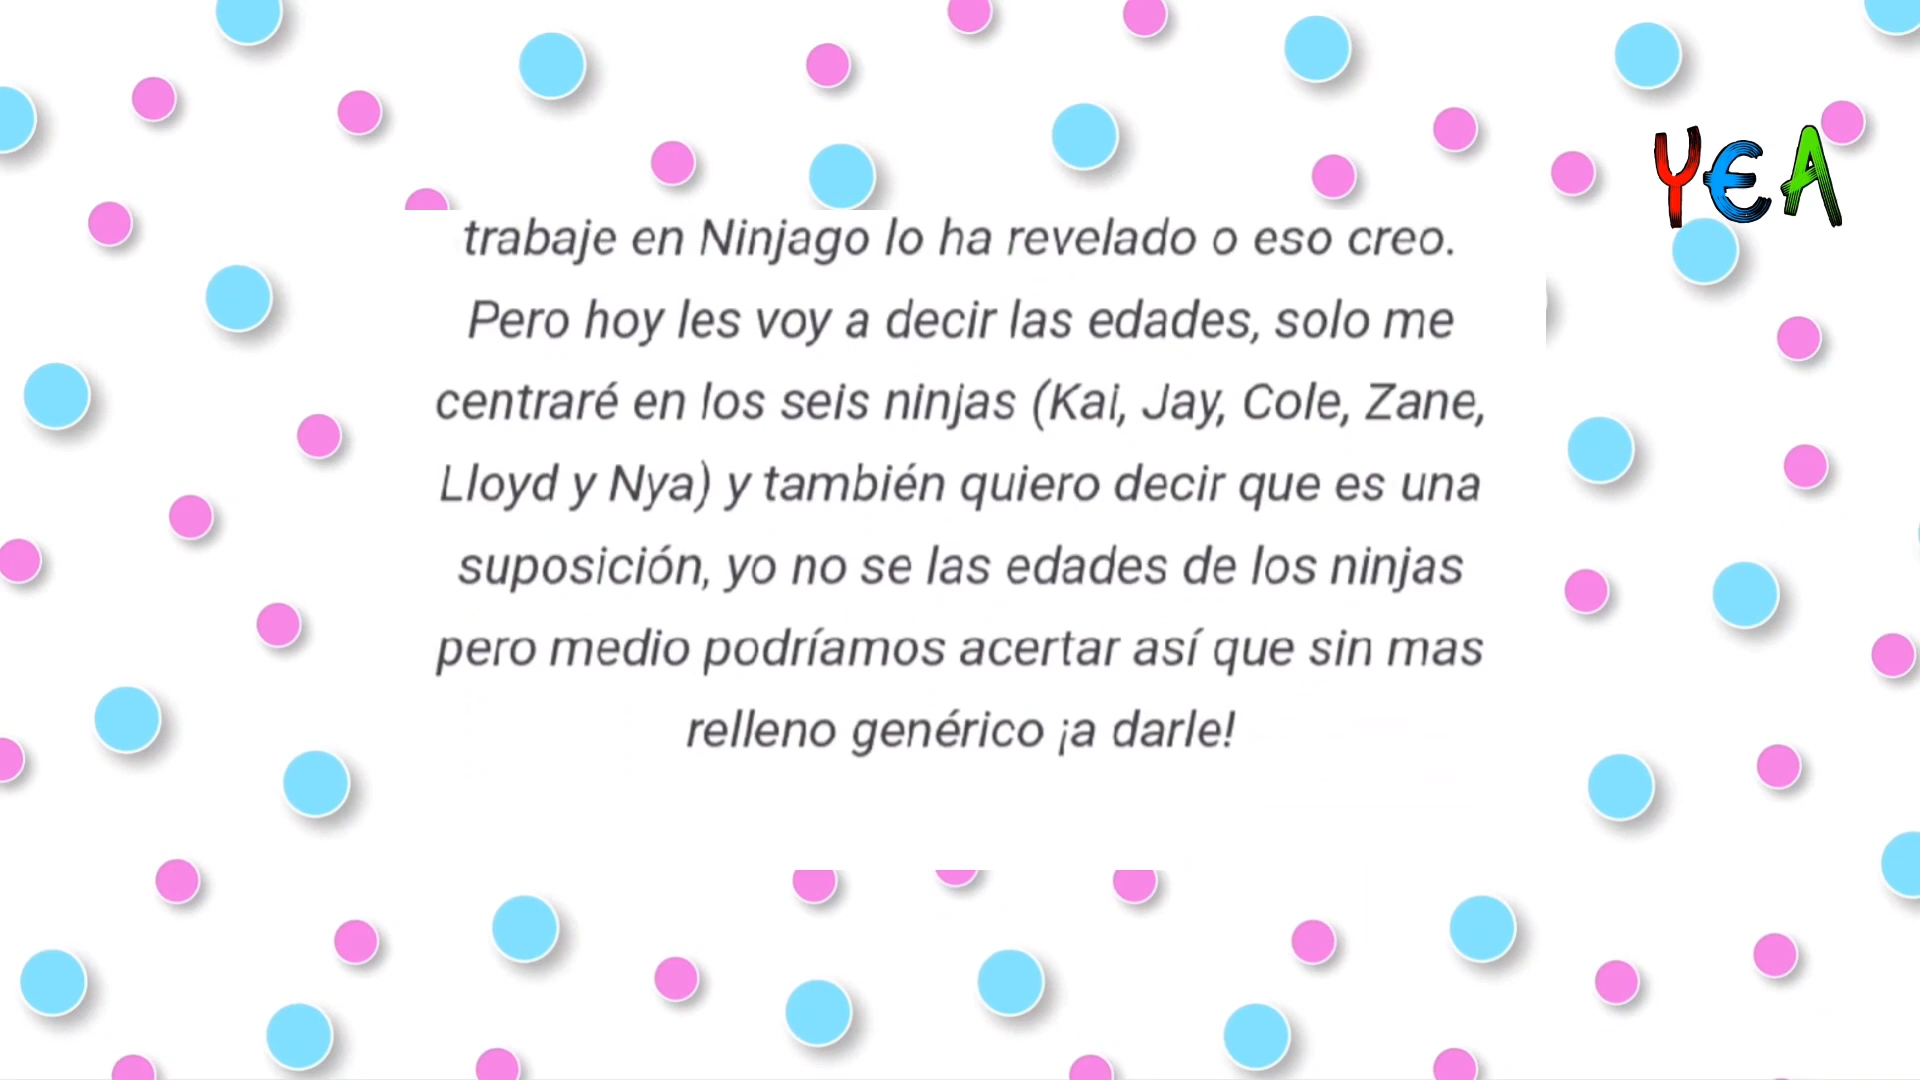 YEA
trabaje en Ninjago lo ha revelado o eso creo.
Pero hoy les voy a decir las edades, solo me
centraré en los seis ninjas (Kai, Jay, Cole, Zane,
Lloyd y Nya) y también quiero decir que es una
suposición, yo no se las edades de los ninjas
pero medio podríamos acertar así que sin mas
relleno genérico ¡a darle!